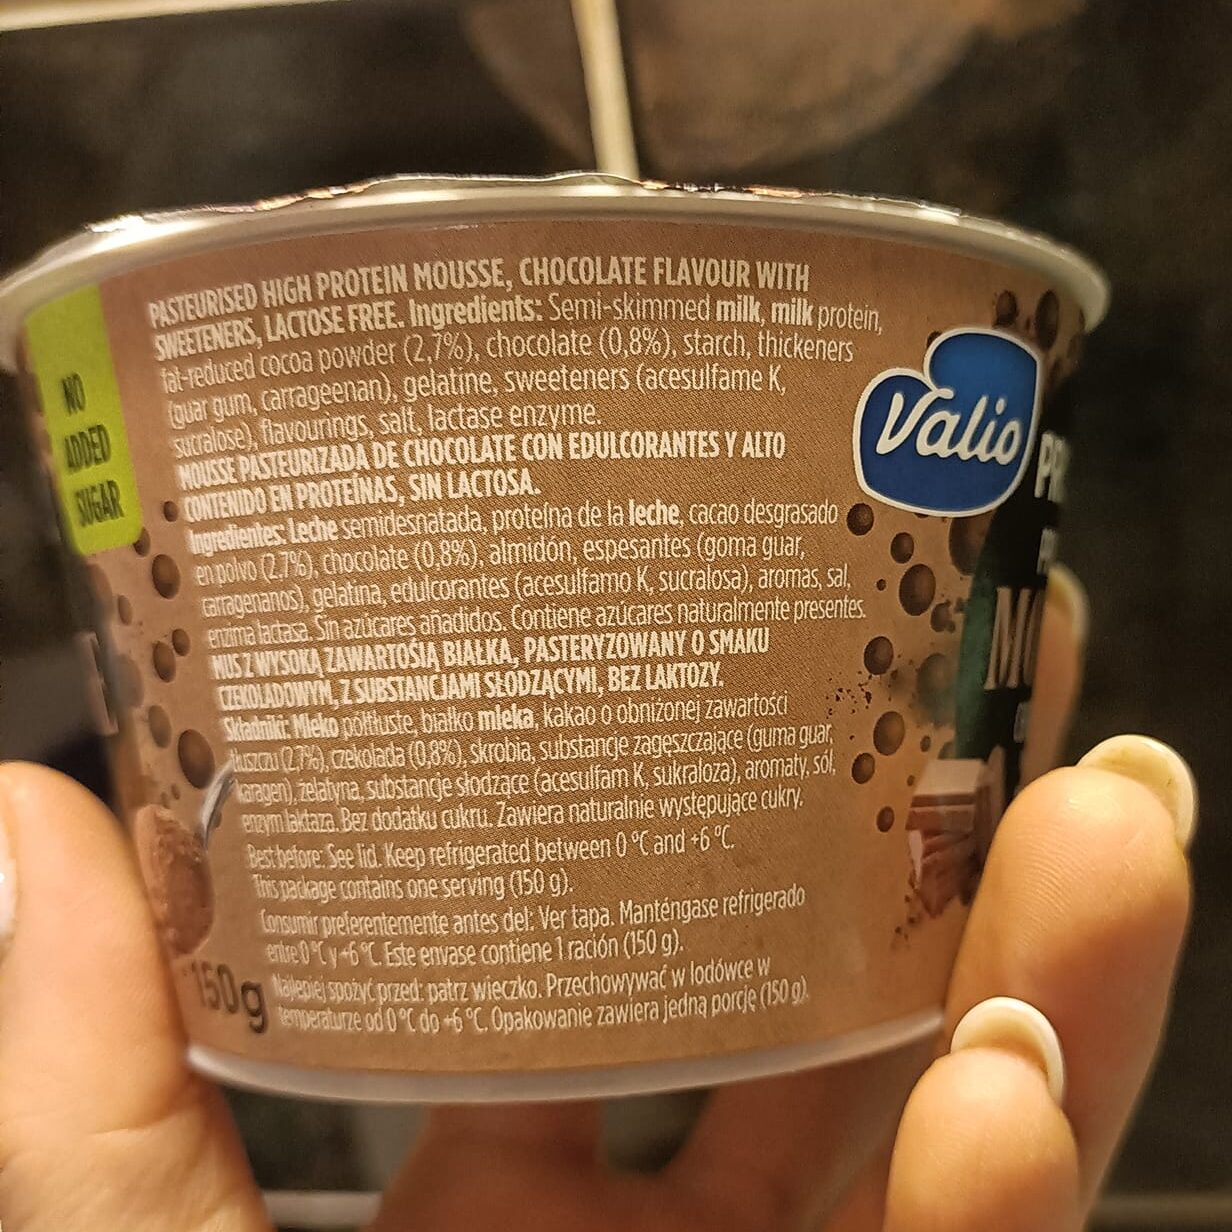 NO
ADDED
SUGAR
PASTEURISED HIGH PROTEIN MOUSSE, CHOCOLATE FLAVOUR WITH
SWEETENERS, LACTOSE FREE. Ingredients: Semi-skimmed milk, milk protein,
fat-reduced cocoa powder (2,7%), chocolate (0,8%), starch, thickeners
(guar gum, carrageenan), gelatine, sweeteners (acesulfame K,
sucralose), flavourings, salt, lactase enzyme.
MOUSSE PASTEURIZADA DE CHOCOLATE CON EDULCORANTES Y ALTO
CONTENIDO EN PROTEÍNAS, SIN LACTOSA.
Ingredientes: Leche semidesnatada, proteína de la leche, cacao desgrasado
en polvo (2,7%), chocolate (0,8%), almidón, espesantes (goma guar,
carragenanos), gelatina, edulcorantes (acesulfamo K, sucralosa), aromas, sal,
enzima lactasa. Sin azúcares añadidos. Contiene azúcares naturalmente presentes.
MUS Z WYSOKĄ ZAWARTOŚIĄ BIAŁKA, PASTERYZOWANY O SMAKU
CZEKOLADOWYM, Z SUBSTANCJAMI SŁODZĄCYMI, BEZ LAKTOZY.
Składniki: Mleko półtłuste, białko mleka, kakao o obniżonej zawartości
tłuszczu (2,7%), czekolada (0,8%), skrobia, substancje zagęszczające (guma guar,
karagen), żelatyna, substancje słodzące (acesulfam K, sukraloza), aromaty, sól,
enzym laktaza. Bez dodatku cukru. Zawiera naturalnie występujące cukry.
Best before: See lid. Keep refrigerated between 0 °C and +6 °C.
This package contains one serving (150 g).
Consumir preferentemente antes del: Ver tapa. Manténgase refrigerado
entre 0 °C y +6 °C. Este envase contiene 1 ración (150 g).
Najlepiej spożyć przed: patrz wieczko. Przechowywać w lodówce w
temperaturze od 0 °C do +6 °C. Opakowanie zawiera jedną porcję (150 g).
150g
Valio